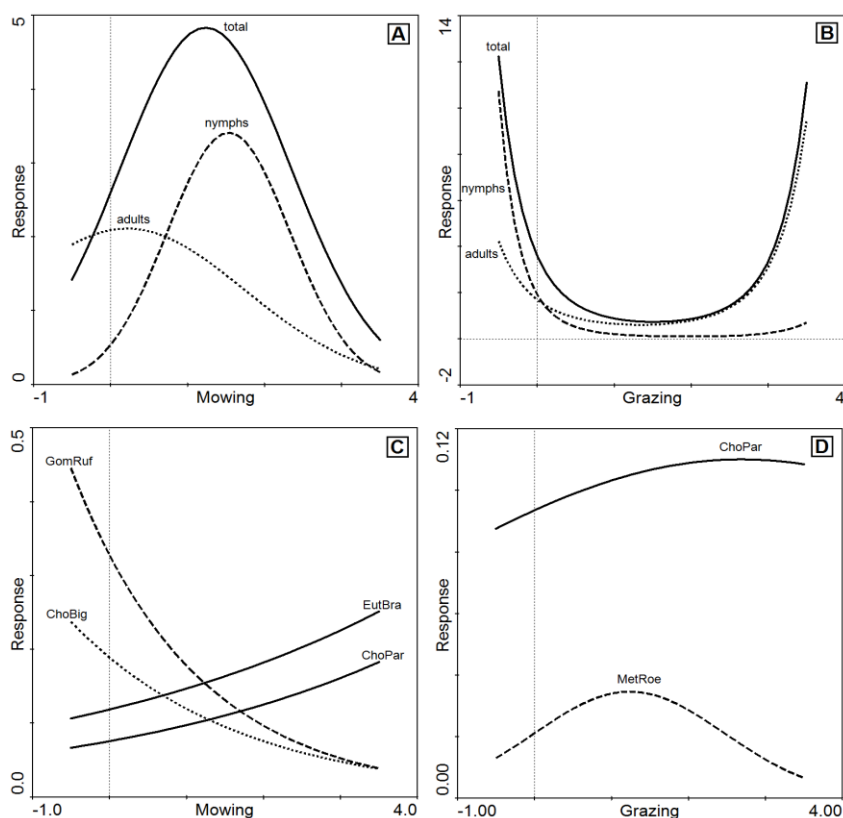 5
A
total
nymphs
adults
Response
0
-1
Mowing
4
14
B
total
nymphs
adults
Response
-2
-1
Grazing
4
0.5
C
GomRuf
ChoBig
EutBra
ChoPar
Response
0.0
-1.0
Mowing
4.0
0.12
D
ChoPar
MetRoe
Response
0.00
-1.00
Grazing
4.00